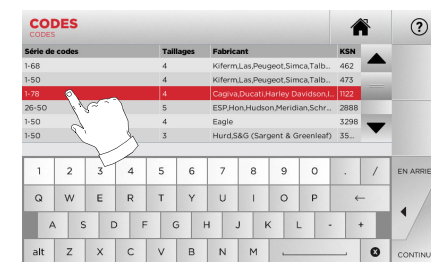 CODES
CODES
?
Série de codes Taillages Fabricant KSN
1-68 4 Kiferm,Las,Peugeot,Simca,Talb... 462
1-50 4 Kiferm,Las,Peugeot,Simca,Talb... 473
1-78 4 Cagiva,Ducati,Harley Davidson,I... 1122
26-50 5 ESP,Hon,Hudson,Meridian,Schr... 2888
1-50 4 Eagle 3298
1-50 3 Hurd,S&G (Sargent & Greenleaf) 35...
1 2 3 4 5 6 7 8 9 0 . /
EN ARRIE
Q W E R T Y U I O P ←
A S D F G H J K L - +
alt Z X C V B N M
CONTINU